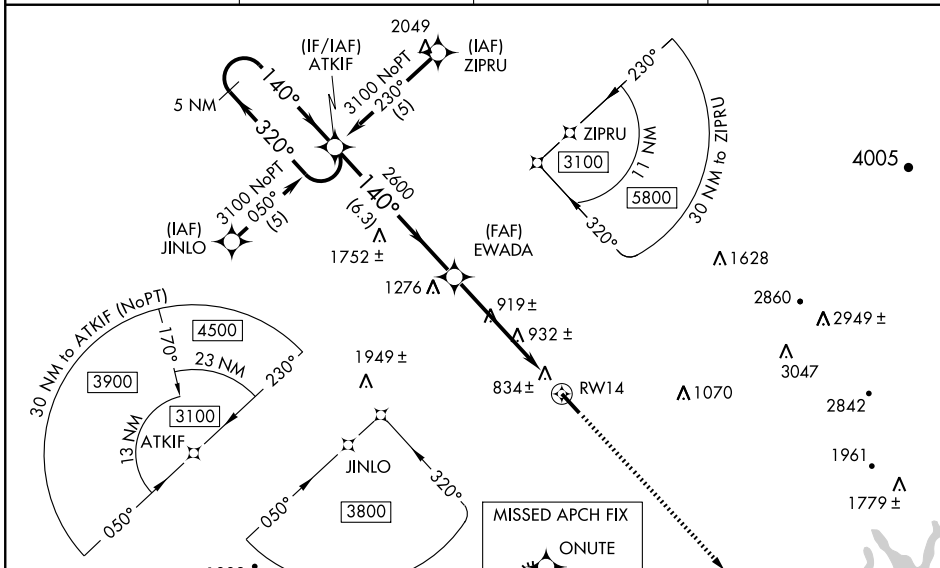 2049
(IF/IAF)
ATKIF
(IAF)
ZIPRU
3100 NoPT
230°
(5)
5 NM
140°
320°
3100 NoPT
050°
(5)
(IAF)
JINLO
2600
140°
(6.3)
1752 ±
(FAF)
EWADA
1276
919 ±
932 ±
834 ±
RW14
230°
ZIPRU
3100
11 NM
5800
320°
30 NM to ZIPRU
4005
1628
2860
2949 ±
3047
1070
2842
1961
1779 ±
30 NM to ATKIF (NoPT)
4500
170°
23 NM
230°
3900
3100
13 NM
ATKIF
050°
1949 ±
JINLO
050°
320°
3800
MISSED APCH FIX
ONUTE